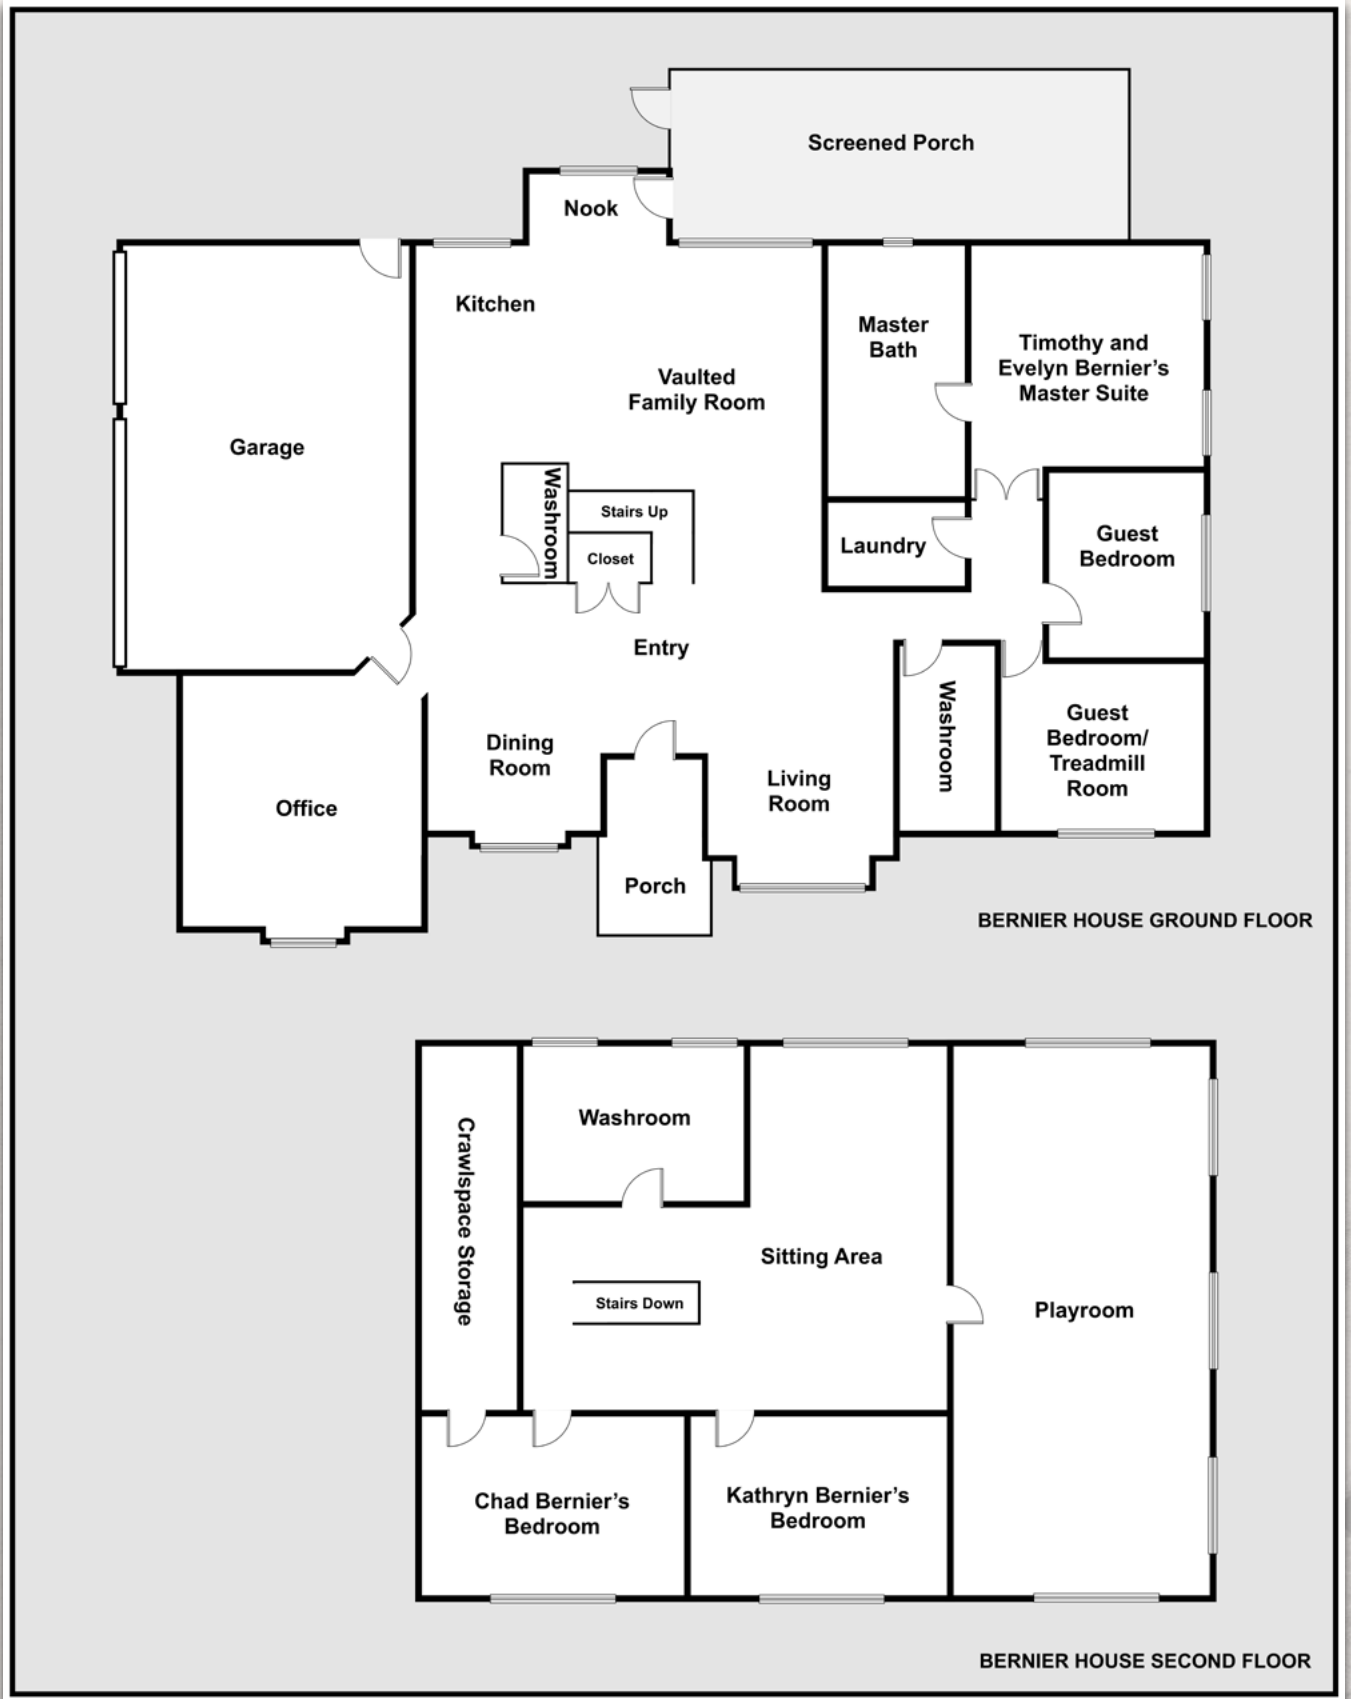 Screened Porch
Nook
Kitchen
Master
Bath
Timothy and
Evelyn Bernier’s
Master Suite
Vaulted
Family Room
Garage
Washroom
Stairs Up
Closet
Laundry
Guest
Bedroom
Entry
Washroom
Guest
Bedroom/
Treadmill
Room
Dining
Room
Living
Room
Office
Porch
BERNIER HOUSE GROUND FLOOR
Crawlspace Storage
Washroom
Sitting Area
Stairs Down
Playroom
Chad Bernier’s
Bedroom
Kathryn Bernier’s
Bedroom
BERNIER HOUSE SECOND FLOOR